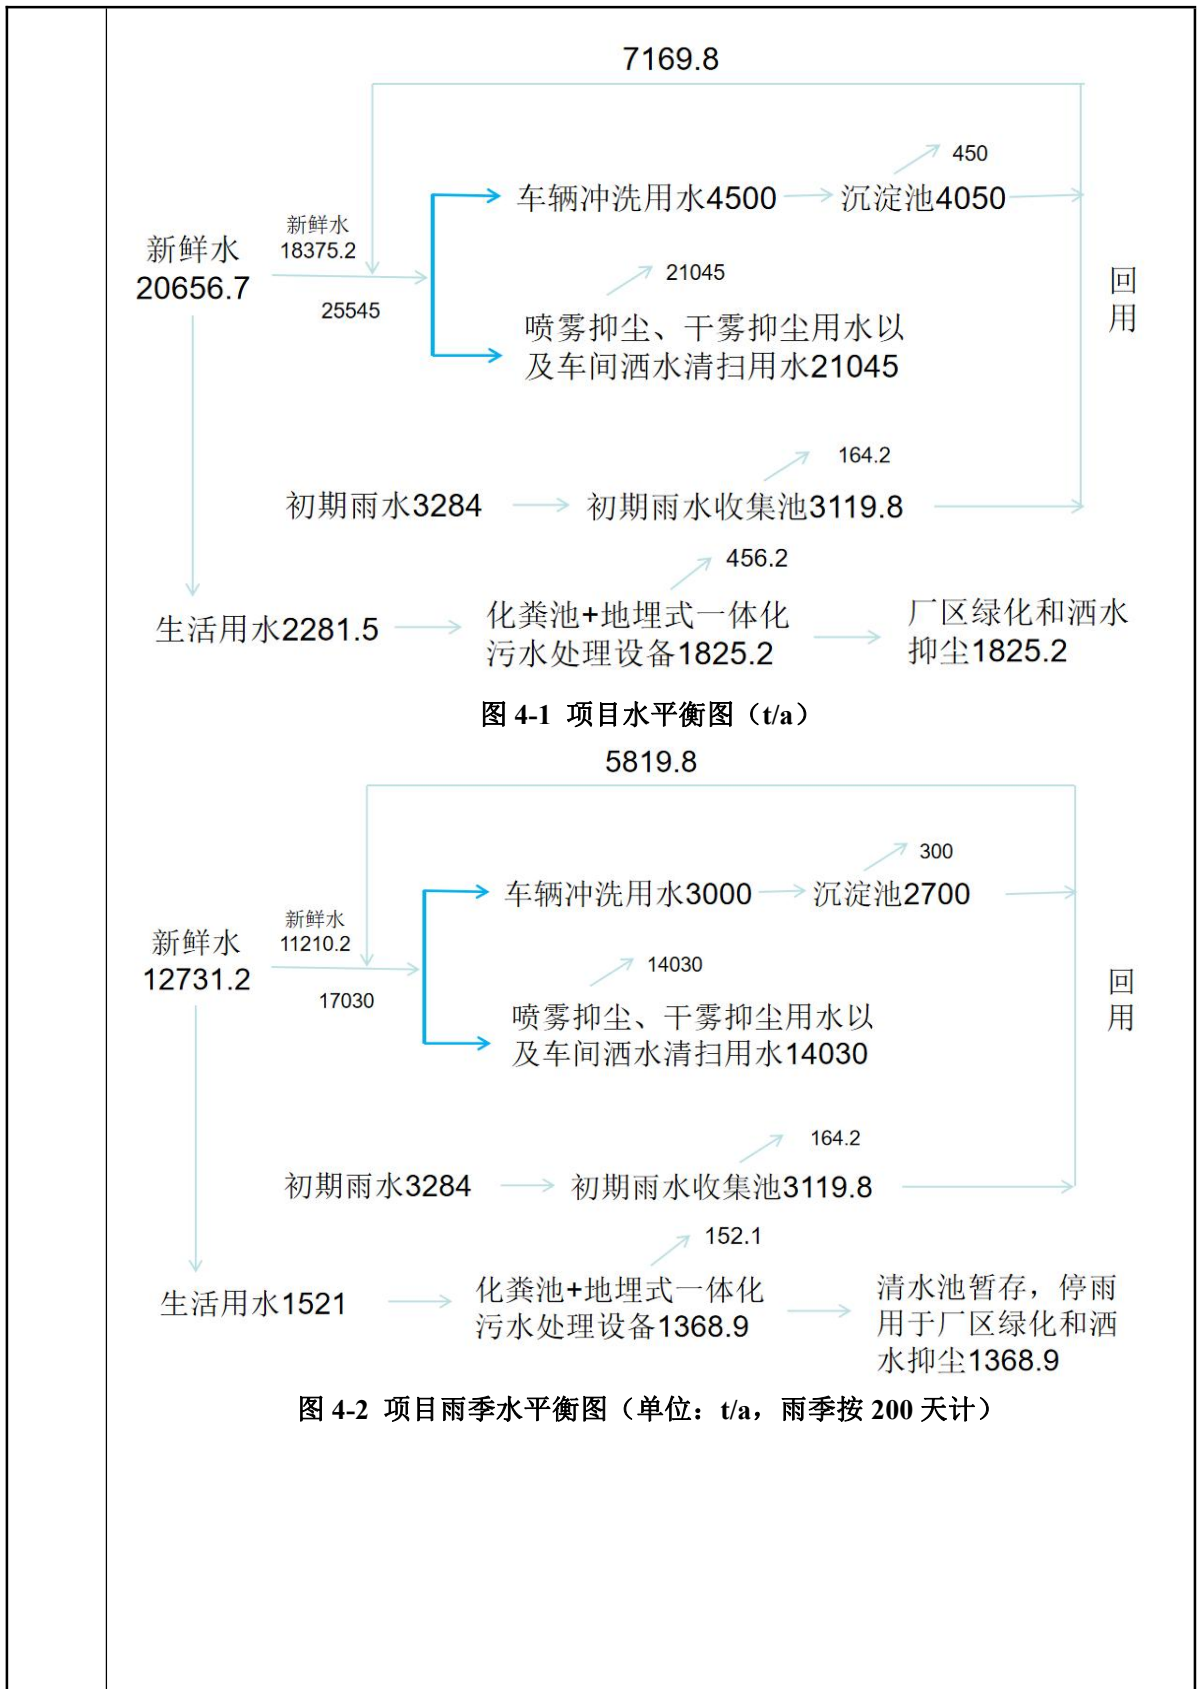 7169.8
450
车辆冲洗用水4500
沉淀池4050
新鲜水
18375.2
新鲜水
20656.7
25545
21045
回
用
喷雾抑尘、干雾抑尘用水以
及车间洒水清扫用水21045
164.2
初期雨水3284
初期雨水收集池3119.8
456.2
生活用水2281.5
化粪池+地埋式一体化
污水处理设备1825.2
厂区绿化和洒水
抑尘1825.2
图 4-1 项目水平衡图（t/a）
5819.8
300
车辆冲洗用水3000
沉淀池2700
新鲜水
11210.2
新鲜水
12731.2
17030
14030
回
用
喷雾抑尘、干雾抑尘用水以
及车间洒水清扫用水14030
164.2
初期雨水3284
初期雨水收集池3119.8
152.1
生活用水1521
化粪池+地埋式一体化
污水处理设备1368.9
清水池暂存，停雨
用于厂区绿化和洒
水抑尘1368.9
图 4-2 项目雨季水平衡图（单位：t/a，雨季按 200 天计）